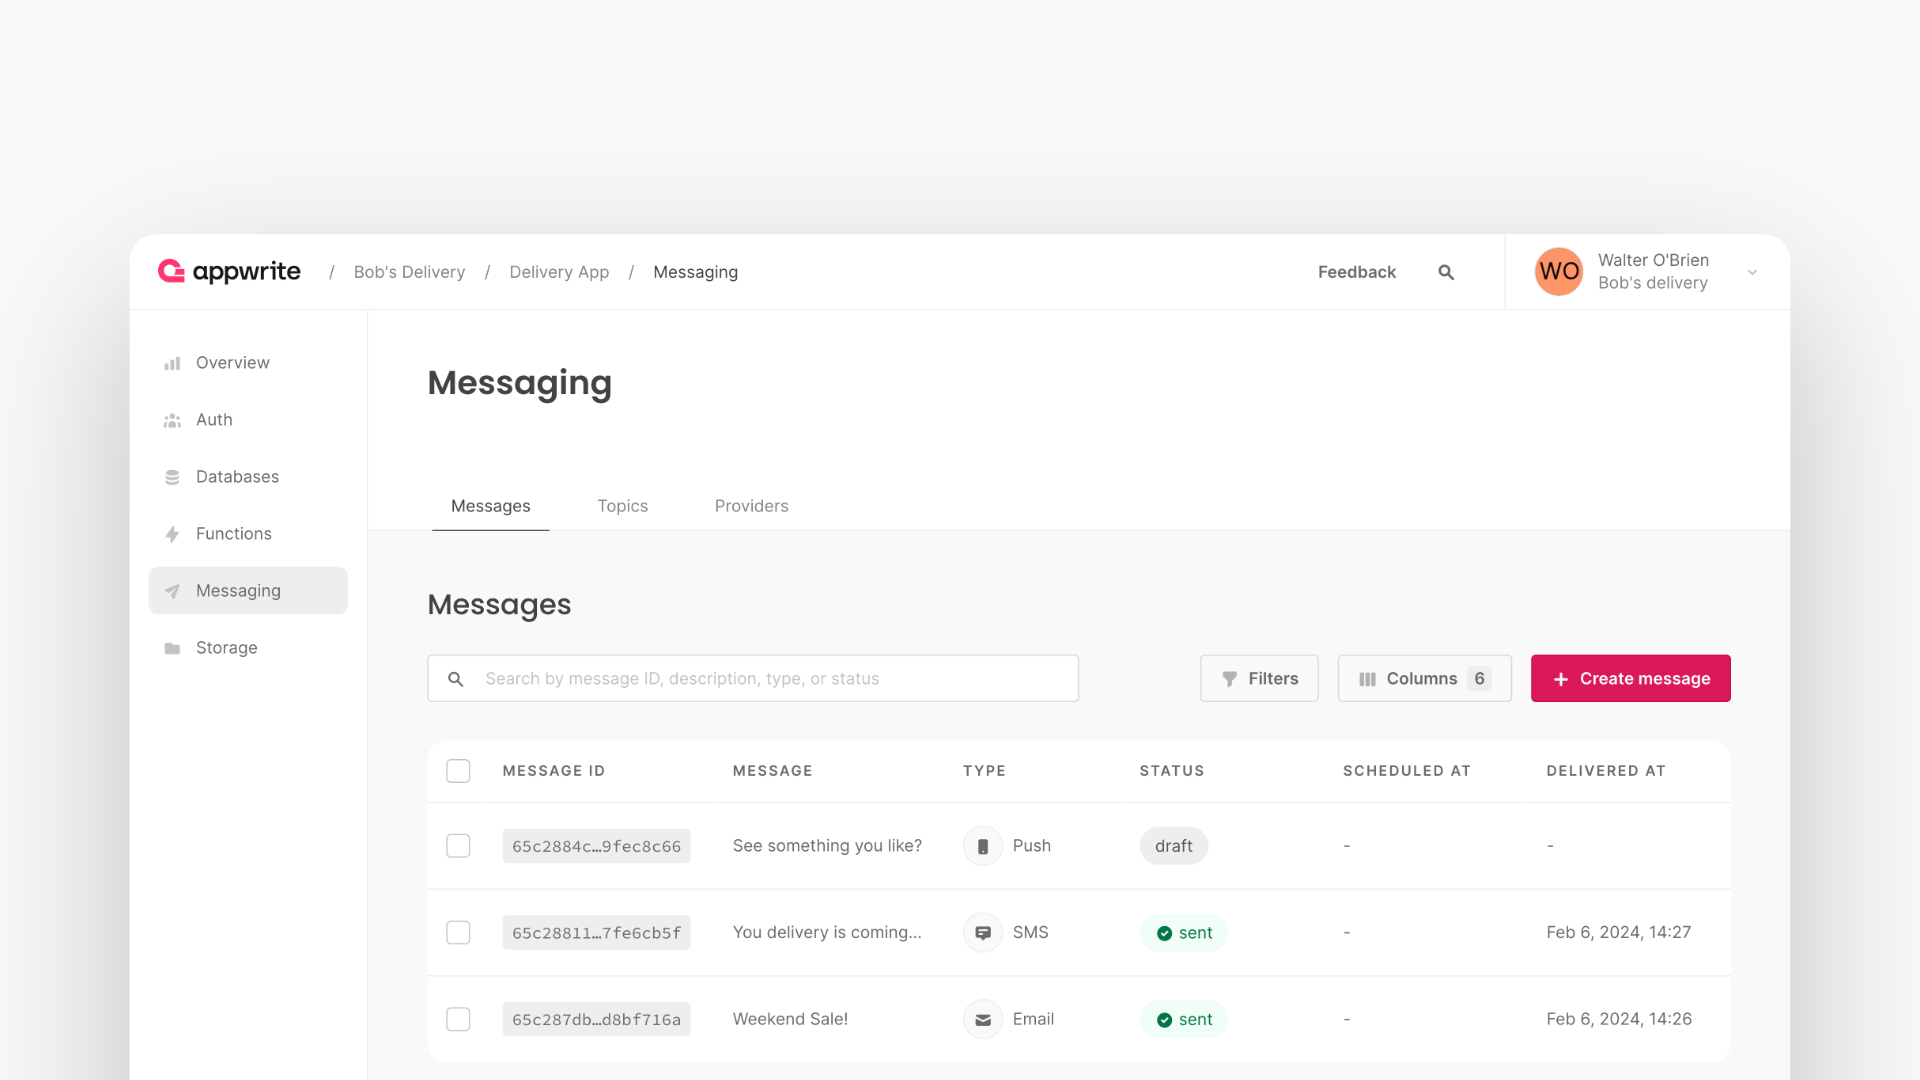 appwrite / Bob's Delivery / Delivery App / Messaging
Feedback
WO
Walter O'Brien
Bob's delivery
Overview
Auth
Databases
Functions
Messaging
Storage
Messaging
Messages Topics Providers
Messages
Search by message ID, description, type, or status
Filters
Columns 6
+ Create message
MESSAGE ID MESSAGE TYPE STATUS SCHEDULED AT DELIVERED AT
65c2884c…9fec8c66 See something you like? Push draft - -
65c28811…7fe6cb5f You delivery is coming... SMS sent - Feb 6, 2024, 14:27
65c287db…d8bf716a Weekend Sale! Email sent - Feb 6, 2024, 14:26